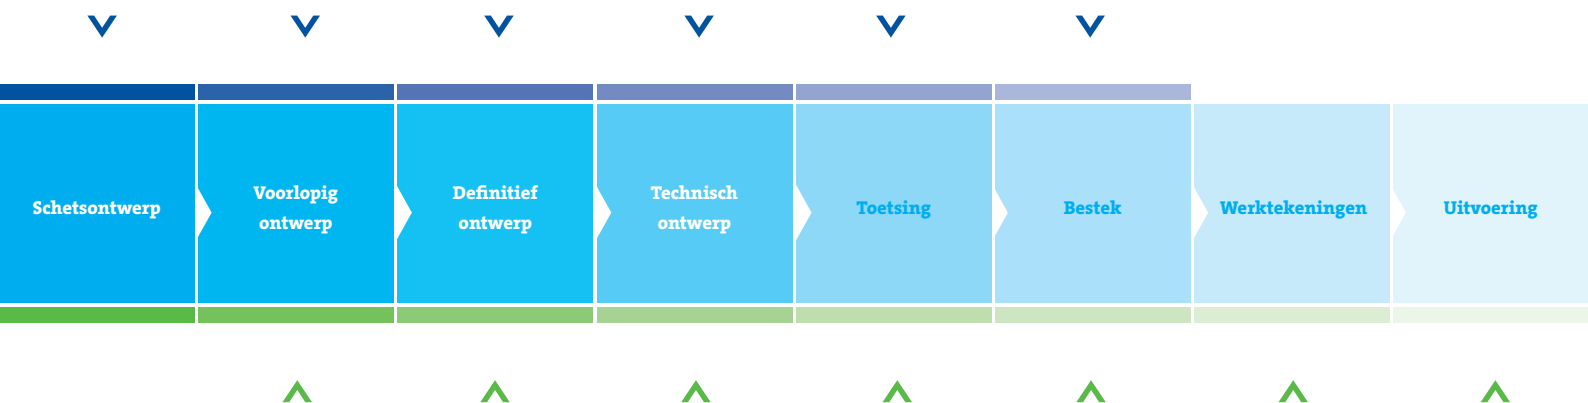 Schetsontwerp
Voorlopig
ontwerp
Definitief
ontwerp
Technisch
ontwerp
Toetsing
Bestek
Werktekeningen
Uitvoering